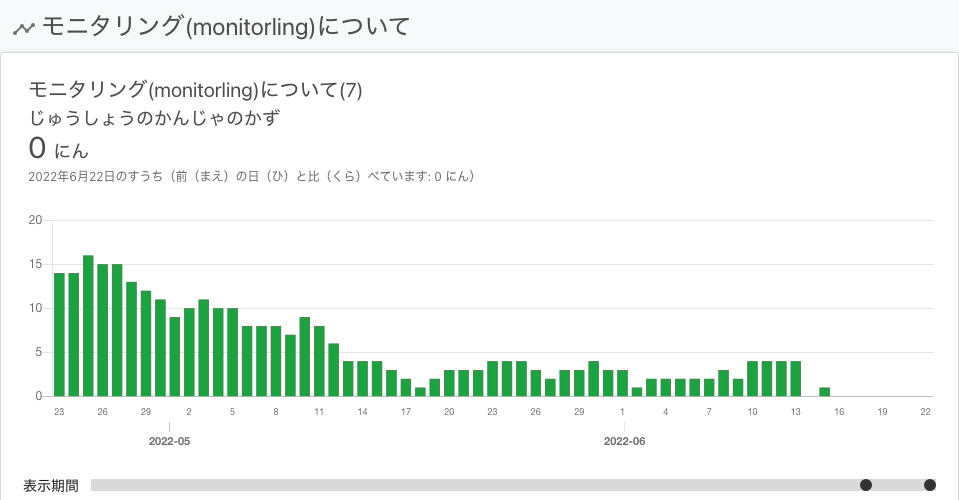 モニタリング(monitorling)について
モニタリング(monitorling)について(7)
じゅうしょうのかんじゃのかず
0 にん
2022年6月22日のすうち（前（まえ）の日（ひ）と比（くら）べています: 0 にん）
20
15
10
5
0
23 26 29 2 5 8 11 14 17 20 23 26 29 1 4 7 10 13 16 19 22
2022-05 2022-06
表示期間